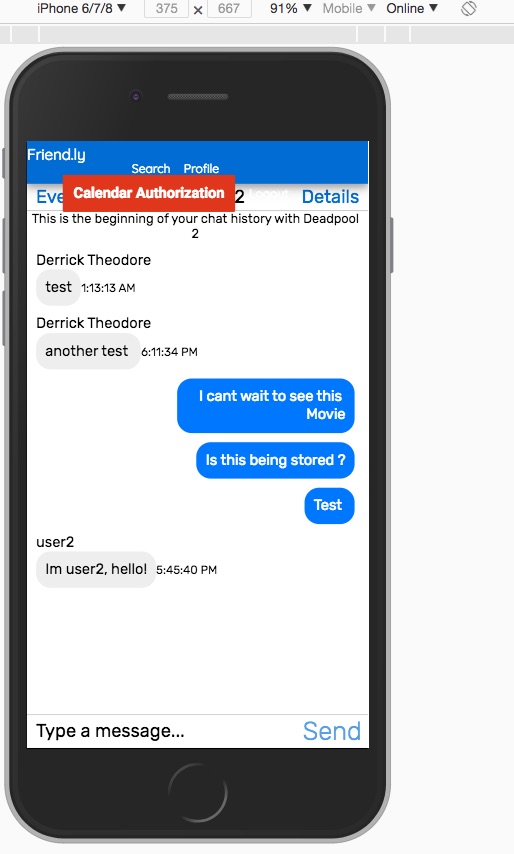 iPhone 6/7/8 ▼ 375 × 667 91% ▼ Mobile ▼ Online ▼
Friend.ly
Search Profile
Calendar Authorization
Eve 2 Logout Details
This is the beginning of your chat history with Deadpool
2
Derrick Theodore
test 1:13:13 AM
Derrick Theodore
another test 6:11:34 PM
I cant wait to see this
Movie
Is this being stored ?
Test
user2
Im user2, hello! 5:45:40 PM
Type a message... Send